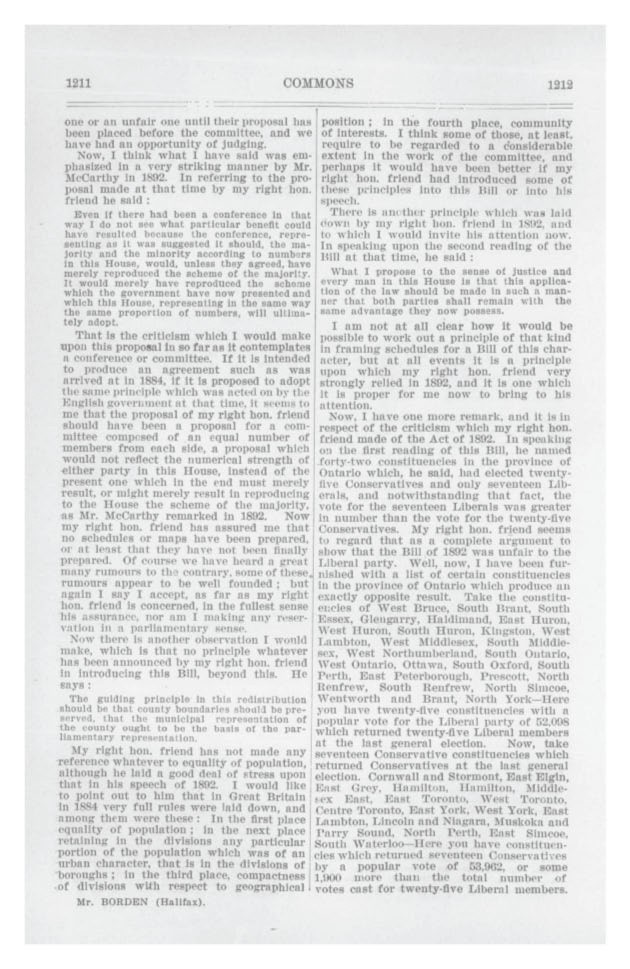 1211 COMMONS 1212
one or an unfair one until their proposal has
been placed before the committee, and we
have had an opportunity of judging.
Now, I think what I have said was em-
phasized in a very striking manner by Mr.
McCarthy in 1892. In referring to the pro-
posal made at that time by my right hon.
friend he said :
Even if there had been a conference in that
way I do not see what particular benefit could
have resulted because the conference, repre-
senting as it was suggested it should, the ma-
jority and the minority according to numbers
in this House, would, unless they agreed, have
merely reproduced the scheme of the majority.
It would merely have reproduced the scheme
which the government have now presented and
which this House, representing in the same way
the same proportion of numbers, will ultima-
tely adopt.
That is the criticism which I would make
upon this proposal in so far as it contemplates
a conference or committee. If it is intended
to produce an agreement such as was
arrived at in 1884, if it is proposed to adopt
the same principle which was acted on by the
English government at that time, it seems to
me that the proposal of my right hon. friend
should have been a proposal for a com-
mittee composed of an equal number of
members from each side, a proposal which
would not reflect the numerical strength of
either party in this House, instead of the
present one which in the end must merely
result, or might merely result in reproducing
to the House the scheme of the majority,
as Mr. McCarthy remarked in 1892. Now
my right hon. friend has assured me that
no schedules or maps have been prepared,
or at least that they have not been finally
prepared. Of course we have heard a great
many rumours to the contrary, some of these
rumours appear to be well founded ; but
again I say I accept, as far as my right
hon. friend is concerned, in the fullest sense
his assurance, nor am I making any reser-
vation in a parliamentary sense.
Now there is another observation I would
make, which is that no principle whatever
has been announced by my right hon. friend
in introducing this Bill, beyond this. He
says :
The guiding principle in this redistribution
should be that county boundaries should be pre-
served, that the municipal representation of
the county ought to be the basis of the par-
liamentary representation.
My right hon. friend has not made any
reference whatever to equality of population,
although he laid a good deal of stress upon
that in his speech of 1892. I would like
to point out to him that in Great Britain
in 1884 very full rules were laid down, and
among them were these : In the first place
equality of population ; in the next place
retaining in the divisions any particular
portion of the population which was of an
urban character, that is in the divisions of
boroughs ; in the third place, compactness
of divisions with respect to geographical
Mr. BORDEN (Halifax).
position ; in the fourth place, community
of interests. I think some of those, at least,
require to be regarded to a considerable
extent in the work of the committee, and
perhaps it would have been better if my
right hon. friend had introduced some of
these principles into this Bill or into his
speech.
There is another principle which was laid
down by my right hon. friend in 1892, and
to which I would invite his attention now.
In speaking upon the second reading of the
Bill at that time, he said :
What I propose to the sense of justice and
every man in this House is that this applica-
tion of the law should be made in such a man-
ner that both parties shall remain with the
same advantage they now possess.
I am not at all clear how it would be
possible to work out a principle of that kind
in framing schedules for a Bill of this char-
acter, but at all events it is a principle
upon which my right hon. friend very
strongly relied in 1892, and it is one which
it is proper for me now to bring to his
attention.
Now, I have one more remark, and it is in
respect of the criticism which my right hon.
friend made of the Act of 1892. In speaking
on the first reading of this Bill, he named
forty-two constituencies in the province of
Ontario which, he said, had elected twenty-
five Conservatives and only seventeen Lib-
erals, and notwithstanding that fact, the
vote for the seventeen Liberals was greater
in number than the vote for the twenty-five
Conservatives. My right hon. friend seems
to regard that as a complete argument to
show that the Bill of 1892 was unfair to the
Liberal party. Well, now, I have been fur-
nished with a list of certain constituencies
in the province of Ontario which produce an
exactly opposite result. Take the constitu-
encies of West Bruce, South Brant, South
Essex, Glengarry, Haldimand, East Huron,
West Huron, South Huron, Kingston, West
Lambton, West Middlesex, South Middle-
sex, West Northumberland, South Ontario,
West Ontario, Ottawa, South Oxford, South
Perth, East Peterborough, Prescott, North
Renfrew, South Renfrew, North Simcoe,
Wentworth and Brant, North York—Here
you have twenty-five constituencies with a
popular vote for the Liberal party of 52,098
which returned twenty-five Liberal members
at the last general election. Now, take
seventeen Conservative constituencies which
returned Conservatives at the last general
election. Cornwall and Stormont, East Elgin,
East Grey, Hamilton, Hamilton, Middle-
sex East, East Toronto, West Toronto,
Centre Toronto, East York, West York, East
Lambton, Lincoln and Niagara, Muskoka and
Parry Sound, North Perth, East Simcoe,
South Waterloo—Here you have constituen-
cies which returned seventeen Conservatives
by a popular vote of 53,962, or some
1,900 more than the total number of
votes cast for twenty-five Liberal members.